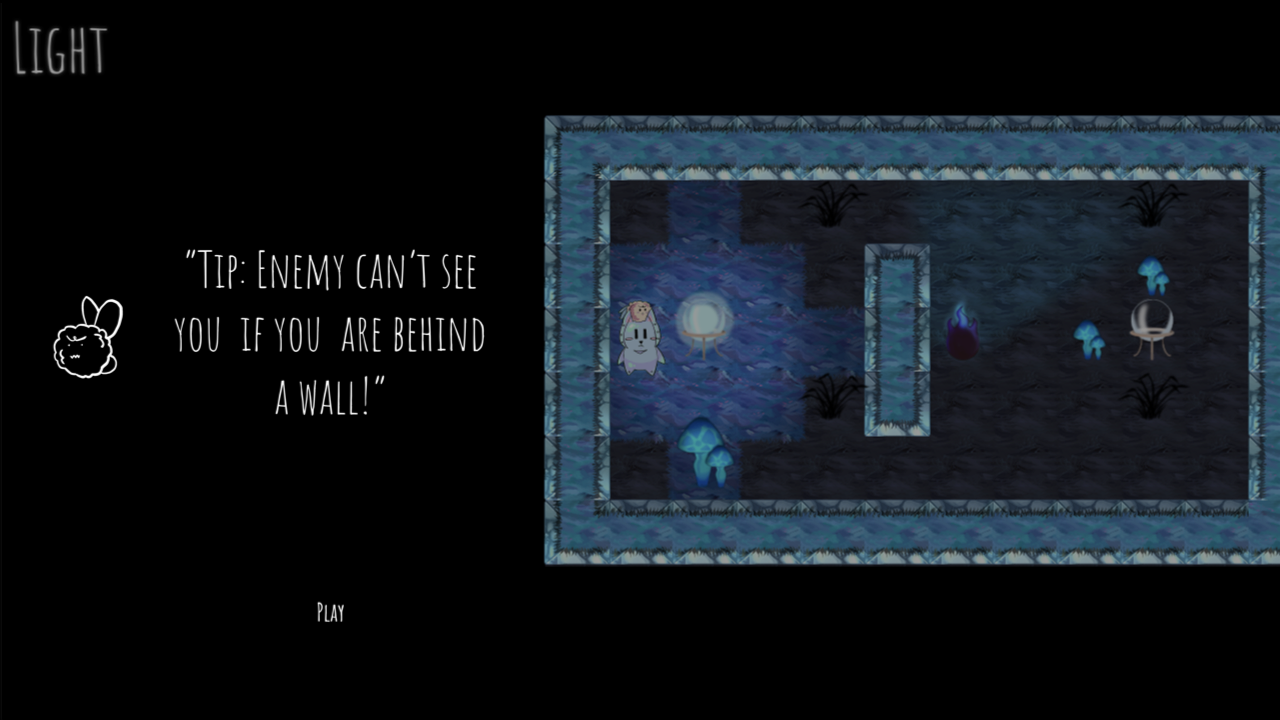 LIGHT
"TIP: ENEMY CAN'T SEE
YOU IF YOU ARE BEHIND
A WALL!"
PLAY